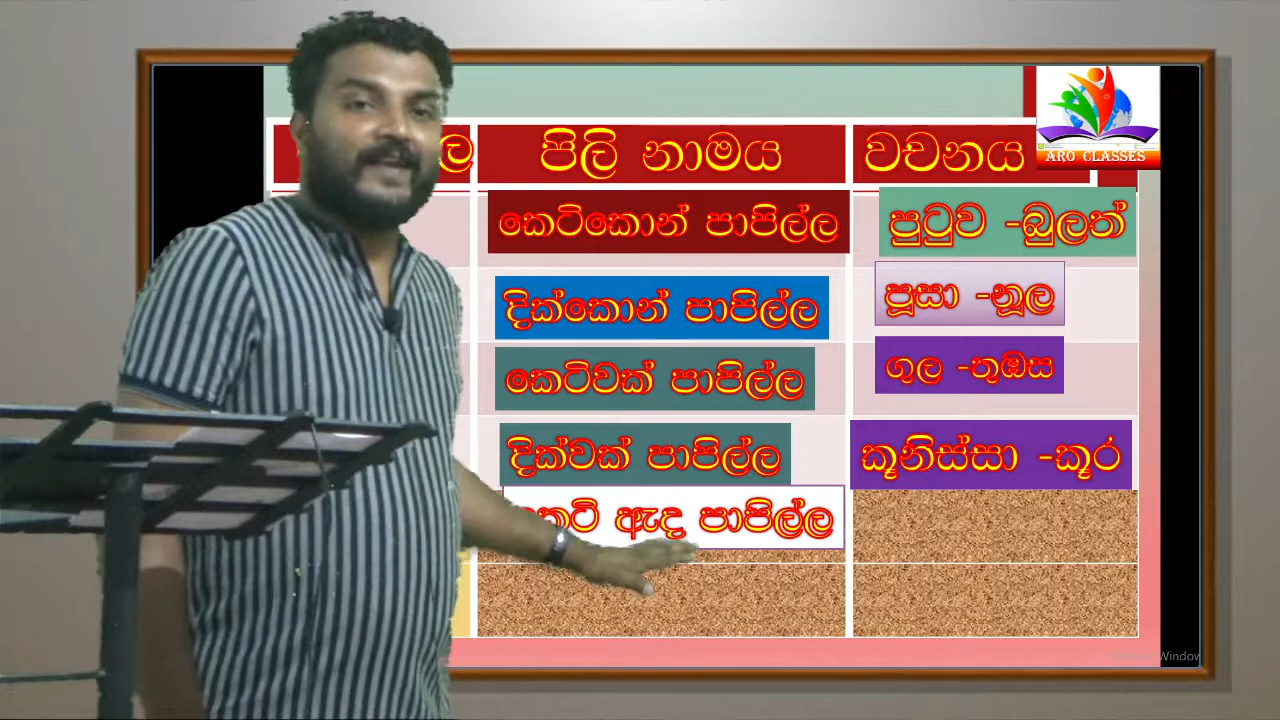 පිලි නාමය
වචනය
ARO CLASSES
කෙටිකොන් පාපිල්ල
පුටුව -බුලත්
දික්කොන් පාපිල්ල
පූසා -නූල
කෙටිවක් පාපිල්ල
ගුල -තුඹස
දික්වක් පාපිල්ල
කූනිස්සා -කූර
ඇද පාපිල්ල